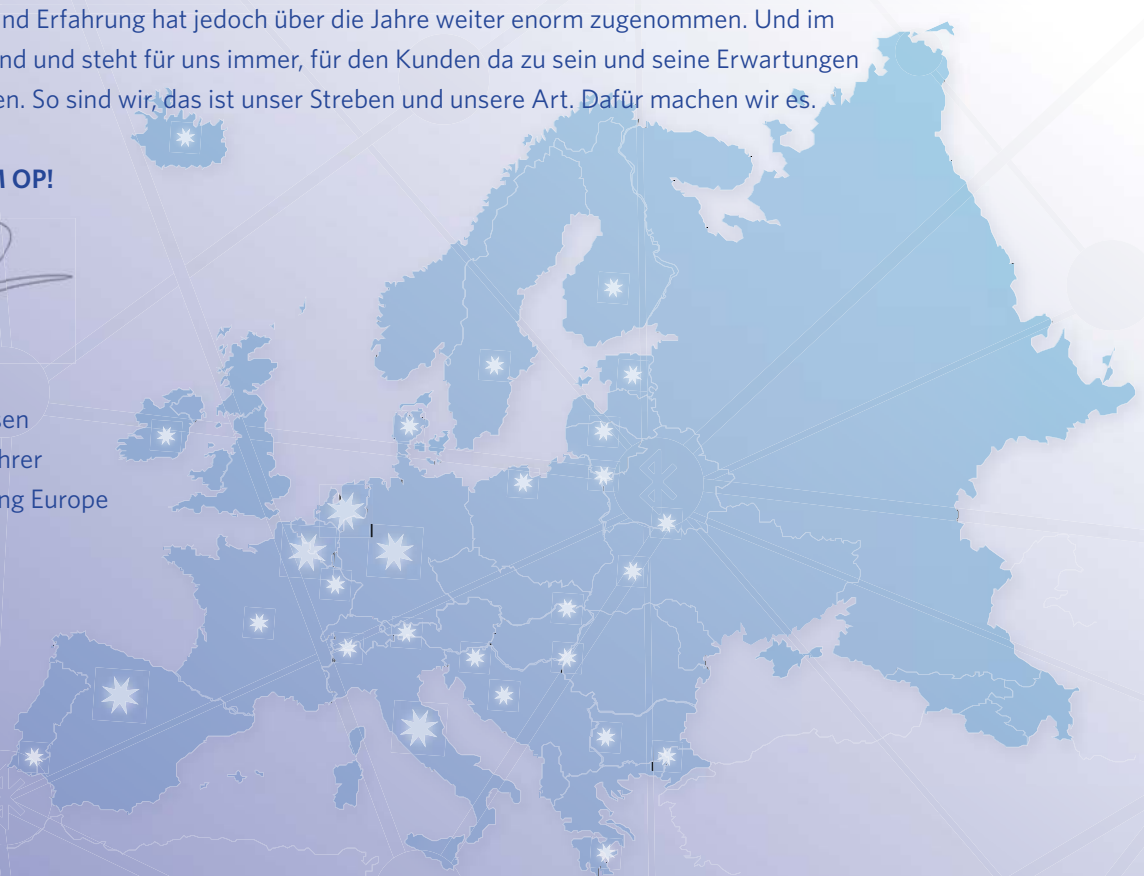 nd Erfahrung hat jedoch über die Jahre weiter enorm zugenommen. Und im
nd und steht für uns immer, für den Kunden da zu sein und seine Erwartungen
en. So sind wir, das ist unser Streben und unsere Art. Dafür machen wir es.
M OP!
sen
hrer
ng Europe